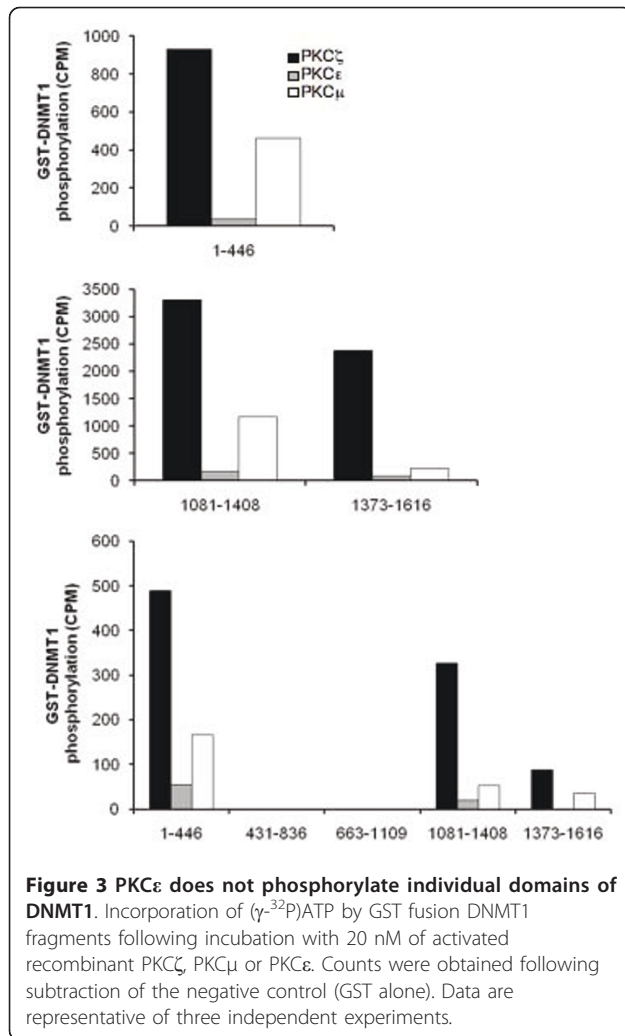 1000
800
600
400
200
0
GST-DNMT1
phosphorylation (CPM)
PKCζ
PKCε
PKCμ
1-446
3500
3000
2500
2000
1500
1000
500
0
GST-DNMT1
phosphorylation (CPM)
1081-1408 1373-1616
600
500
400
300
200
100
0
GST-DNMT1
phosphorylation (CPM)
1-446 431-836 663-1109 1081-1408 1373-1616
Figure 3 PKCε does not phosphorylate individual domains of
DNMT1. Incorporation of (γ-³²P)ATP by GST fusion DNMT1
fragments following incubation with 20 nM of activated
recombinant PKCζ, PKCμ or PKCε. Counts were obtained following
subtraction of the negative control (GST alone). Data are
representative of three independent experiments.